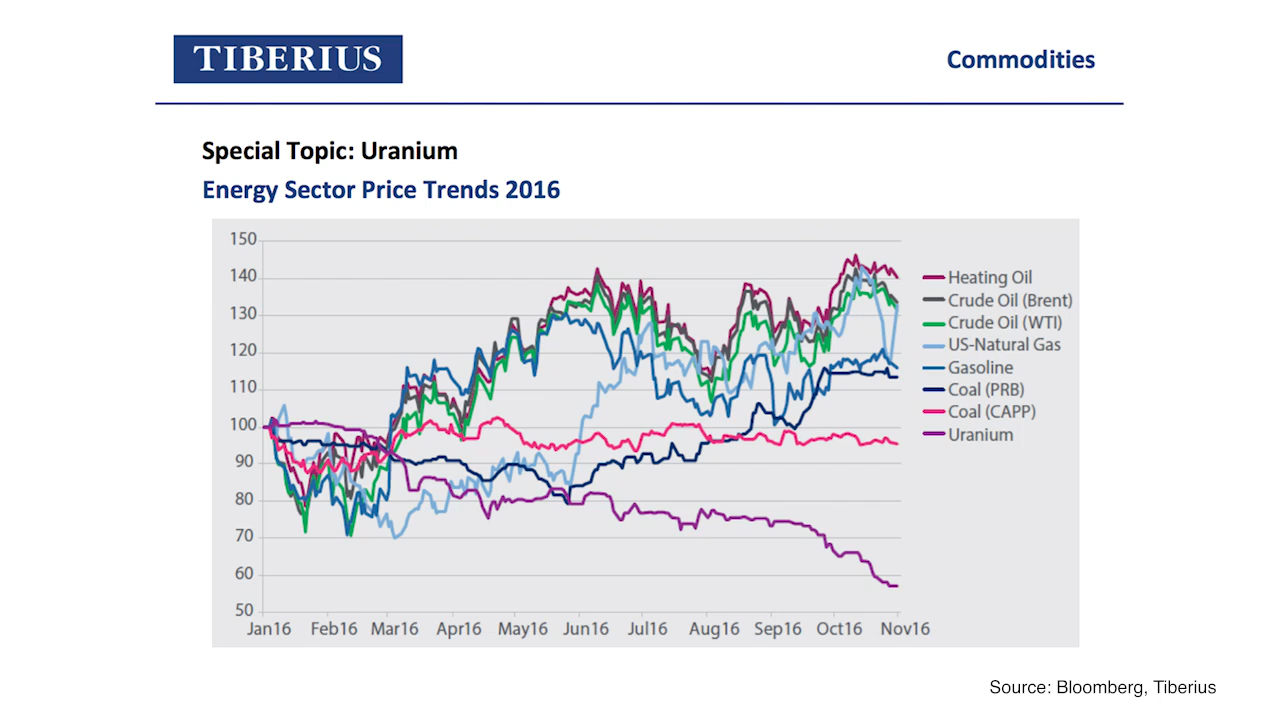 TIBERIUS
Commodities
Special Topic: Uranium
Energy Sector Price Trends 2016
150
140
130
120
110
100
90
80
70
60
50
Jan16 Feb16 Mar16 Apr16 May16 Jun16 Jul16 Aug16 Sep16 Oct16 Nov16
Heating Oil
Crude Oil (Brent)
Crude Oil (WTI)
US-Natural Gas
Gasoline
Coal (PRB)
Coal (CAPP)
Uranium
Source: Bloomberg, Tiberius